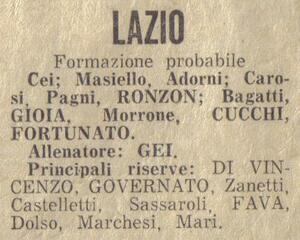 LAZIO
Formazione probabile
Cei; Masiello, Adorni; Caro-
si, Pagni, RONZON; Bagatti,
GIOIA, Morrone, CUCCHI,
FORTUNATO.
Allenatore: GEI.
Principali riserve: DI VIN-
CENZO, GOVERNATO, Zanetti,
Castelletti, Sassaroli, FAVA,
Dolso, Marchesi, Mari.